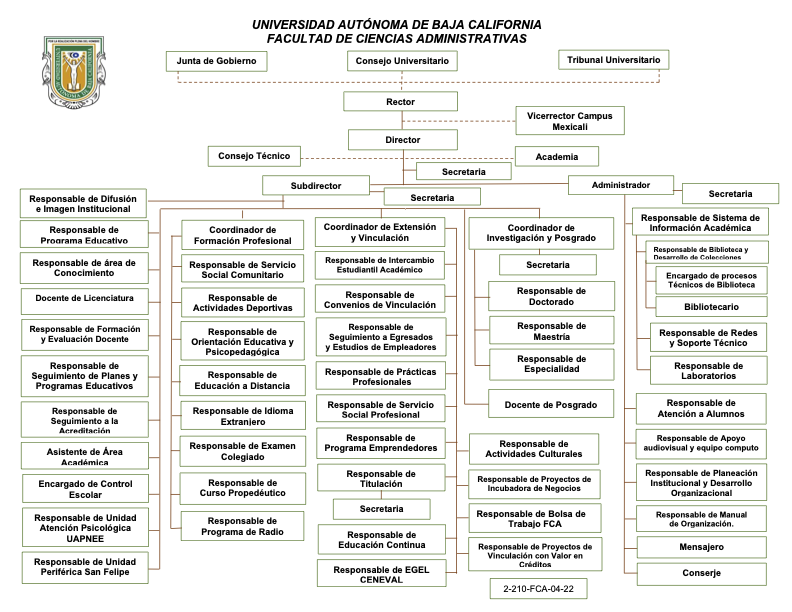 UNIVERSIDAD AUTÓNOMA DE BAJA CALIFORNIA
FACULTAD DE CIENCIAS ADMINISTRATIVAS
Junta de Gobierno
Consejo Universitario
Tribunal Universitario
Rector
Vicerrector Campus
Mexicali
Director
Consejo Técnico
Academia
Secretaria
Subdirector
Administrador
Secretaria
Secretaria
Responsable de Difusión
e Imagen Institucional
Responsable de
Programa Educativo
Responsable de área de
Conocimiento
Docente de Licenciatura
Responsable de Formación
y Evaluación Docente
Responsable de
Seguimiento de Planes y
Programas Educativos
Responsable de
Seguimiento a la
Acreditación
Asistente de Área
Académica
Encargado de Control
Escolar
Responsable de Unidad
Atención Psicológica
UAPNEE
Responsable de Unidad
Periférica San Felipe
Coordinador de
Formación Profesional
Responsable de Servicio
Social Comunitario
Responsable de
Actividades Deportivas
Responsable de
Orientación Educativa y
Psicopedagógica
Responsable de
Educación a Distancia
Responsable de Idioma
Extranjero
Responsable Examen
Colegiado
Responsable de
Curso Propedéutico
Responsable de
Programa de Radio
Coordinador de Extensión
y Vinculación
Responsable de Intercambio
Estudiantil Académico
Responsable de
Convenios de Vinculación
Responsable de
Seguimiento a Egresados
y Estudios de Empleadores
Responsable de Prácticas
Profesionales
Responsable de Servicio
Social Profesional
Responsable de
Programa Emprendedores
Responsable de
Titulación
Secretaria
Responsable de
Educación Continua
Responsable de EGEL
CENEVAL
Coordinador de
Investigación y Posgrado
Secretaria
Responsable de
Doctorado
Responsable de
Maestría
Responsable de
Especialidad
Docente de Posgrado
Responsable de
Actividades Culturales
Responsable de Proyectos de
Incubadora de Negocios
Responsable de Bolsa de
Trabajo FCA
Responsable de Proyectos de
Vinculación con Valor en
Créditos
Responsable de Sistema de
Información Académica
Responsable de Biblioteca y
Desarrollo de Colecciones
Encargado de procesos
Técnicos de Biblioteca
Bibliotecario
Responsable de Redes
y Soporte Técnico
Responsable de
Laboratorios
Responsable de
Atención a Alumnos
Responsable de Apoyo
audiovisual y equipo computo
Responsable de Planeación
Institucional y Desarrollo
Organizacional
Responsable de Manual
de Organización.
Mensajero
Conserje
2-210-FCA-04-22